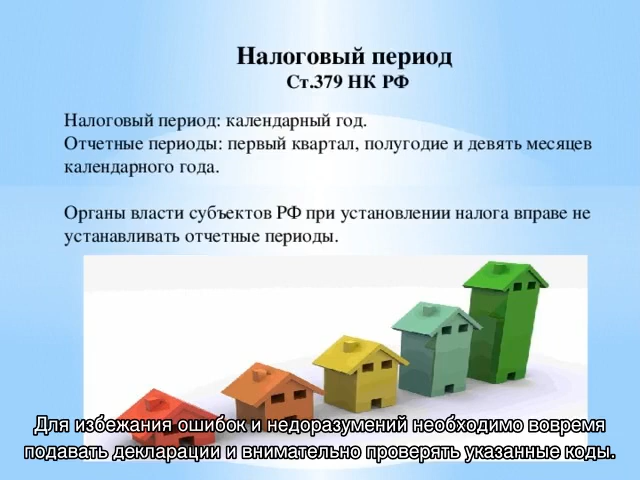 Налоговый период
Ст.379 НК РФ
Налоговый период: календарный год.
Отчетные периоды: первый квартал, полугодие и девять месяцев
календарного года.
Органы власти субъектов РФ при установлении налога вправе не
устанавливать отчетные периоды.
Для избежания ошибок и недоразумений необходимо вовремя
подавать декларации и внимательно проверять указанные коды.